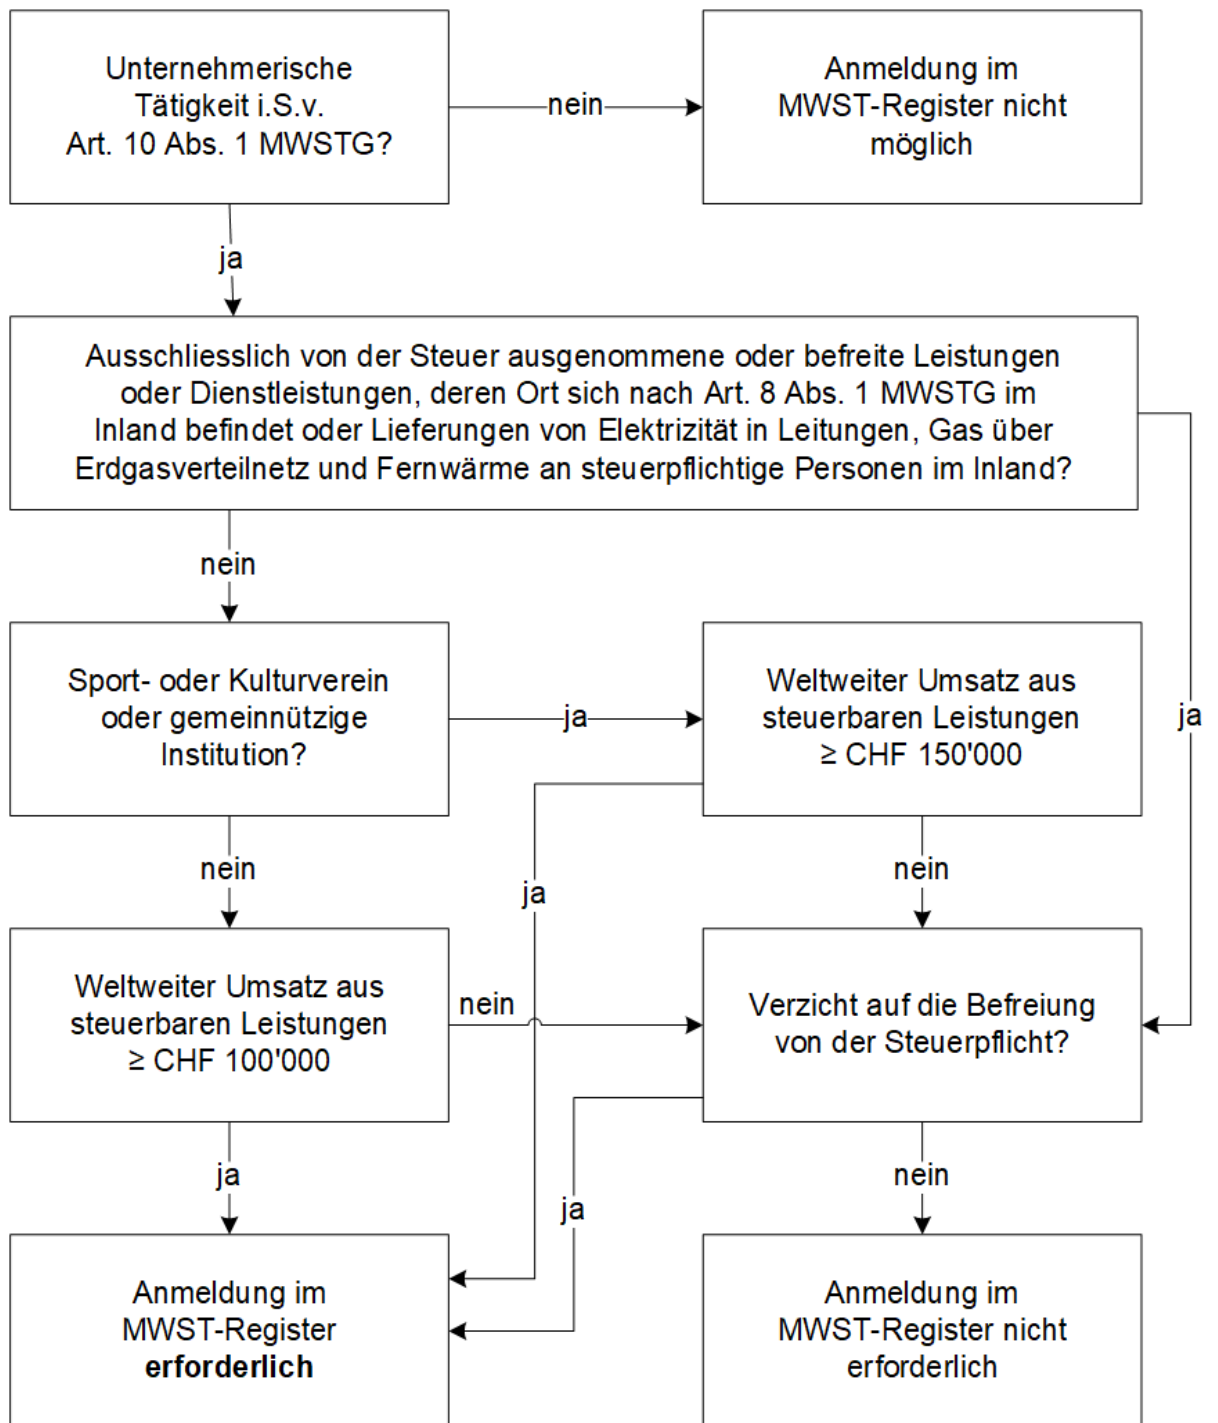 Unternehmerische
Tätigkeit i.S.v.
Art. 10 Abs. 1 MWSTG?
nein
Anmeldung im
MWST-Register nicht
möglich
ja
Ausschliesslich von der Steuer ausgenommene oder befreite Leistungen
oder Dienstleistungen, deren Ort sich nach Art. 8 Abs. 1 MWSTG im
Inland befindet oder Lieferungen von Elektrizität in Leitungen, Gas über
Erdgasverteilnetz und Fernwärme an steuerpflichtige Personen im Inland?
nein
Sport- oder Kulturverein
oder gemeinnützige
Institution?
ja
Weltweiter Umsatz aus
steuerbaren Leistungen
≥ CHF 150'000
ja
nein
ja
nein
Weltweiter Umsatz aus
steuerbaren Leistungen
≥ CHF 100'000
nein
Verzicht auf die Befreiung
von der Steuerpflicht?
ja
ja
nein
Anmeldung im
MWST-Register
erforderlich
Anmeldung im
MWST-Register nicht
erforderlich